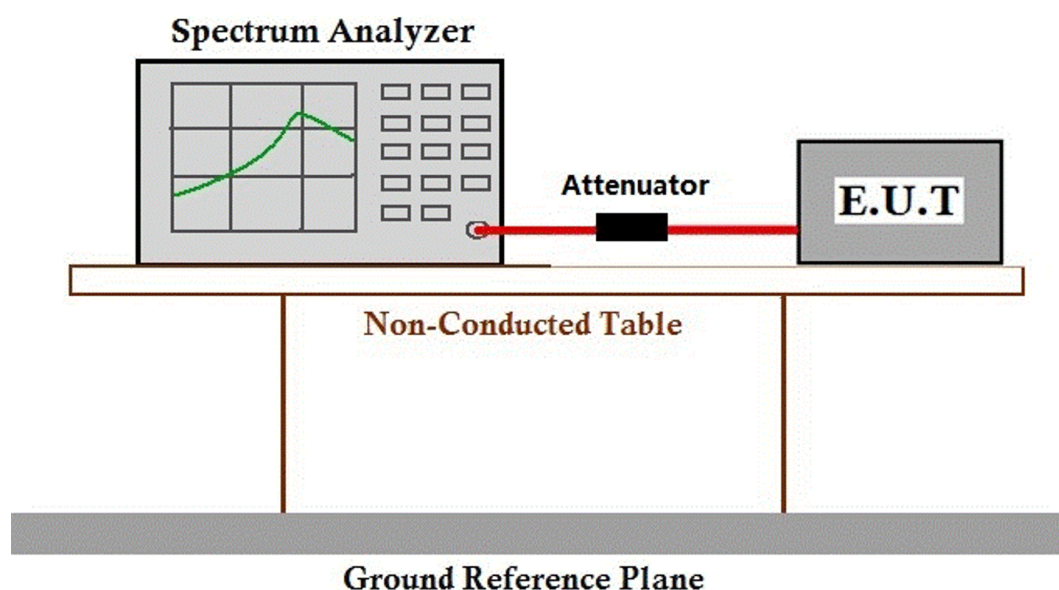 Spectrum Analyzer
Attenuator
E.U.T
Non-Conducted Table
Ground Reference Plane